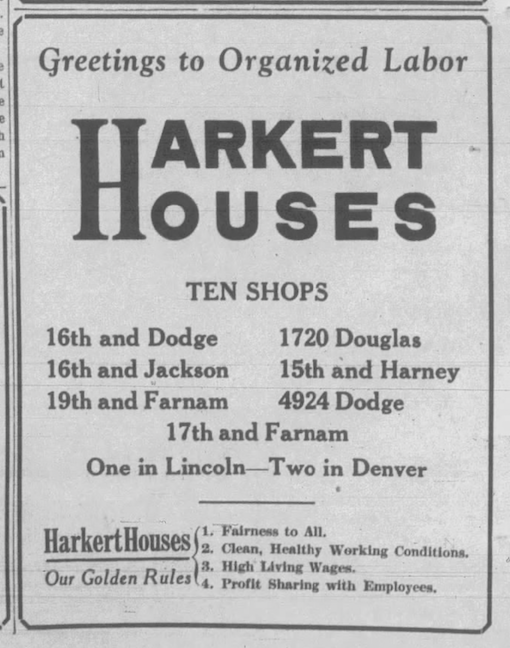 Greetings to Organized Labor
HARKERT
HOUSES
TEN SHOPS
16th and Dodge 1720 Douglas
16th and Jackson 15th and Harney
19th and Farnam 4924 Dodge
17th and Farnam
One in Lincoln—Two in Denver
Harkert Houses
Our Golden Rules
1. Fairness to All.
2. Clean, Healthy Working Conditions.
3. High Living Wages.
4. Profit Sharing with Employees.